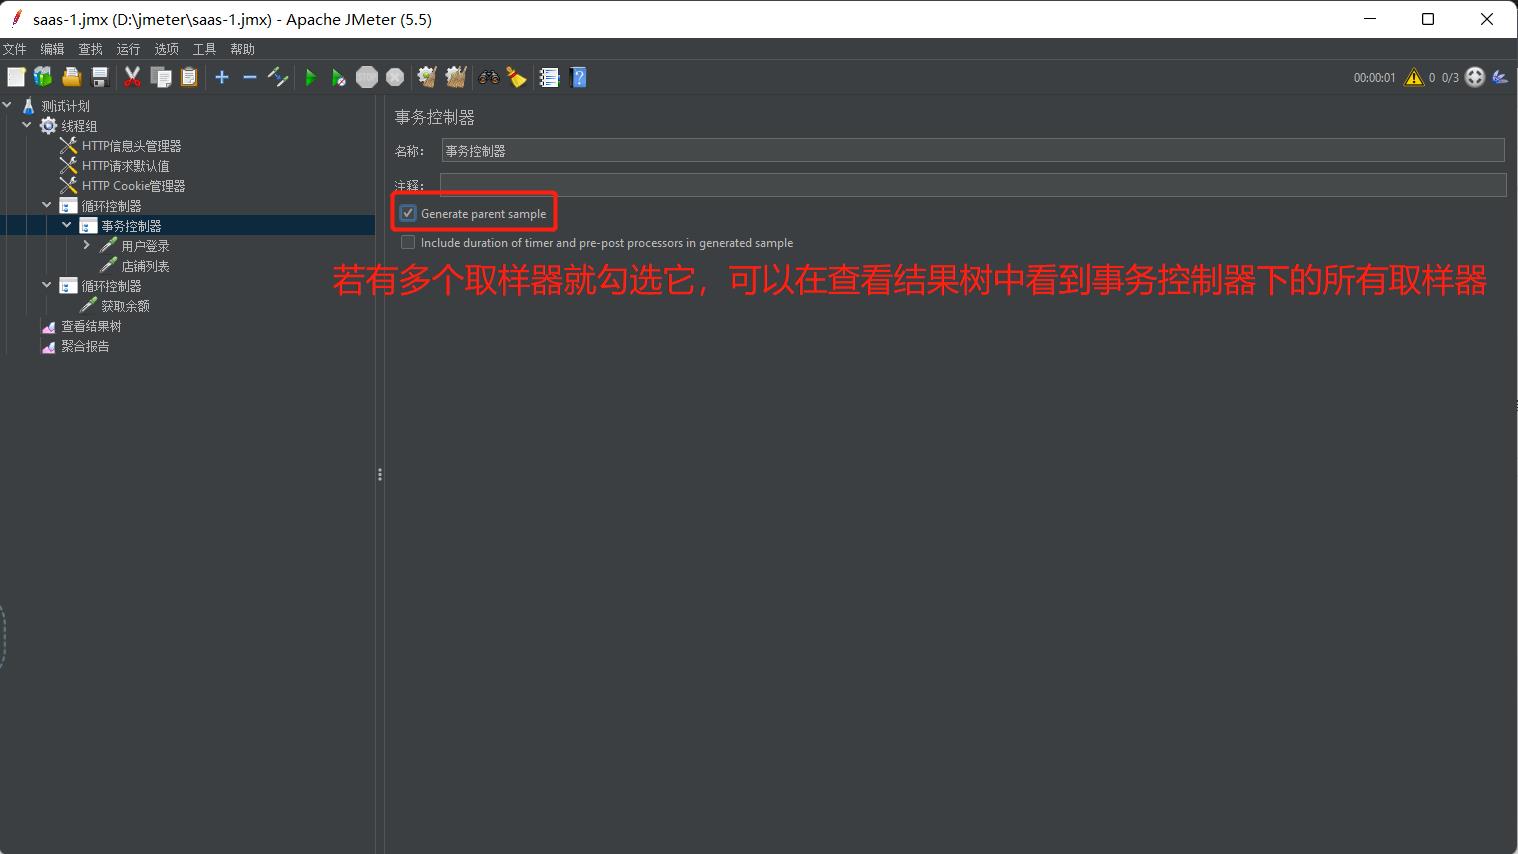 saas-1.jmx (D:\jmeter\saas-1.jmx) - Apache JMeter (5.5)
文件 编辑 查找 运行 选项 工具 帮助
00:00:01 0 0/3
测试计划
线程组
HTTP信息头管理器
HTTP请求默认值
HTTP Cookie管理器
循环控制器
事务控制器
用户登录
店铺列表
循环控制器
获取余额
查看结果树
聚合报告
事务控制器
名称： 事务控制器
注释：
Generate parent sample
Include duration of timer and pre-post processors in generated sample
若有多个取样器就勾选它，可以在查看结果树中看到事务控制器下的所有取样器